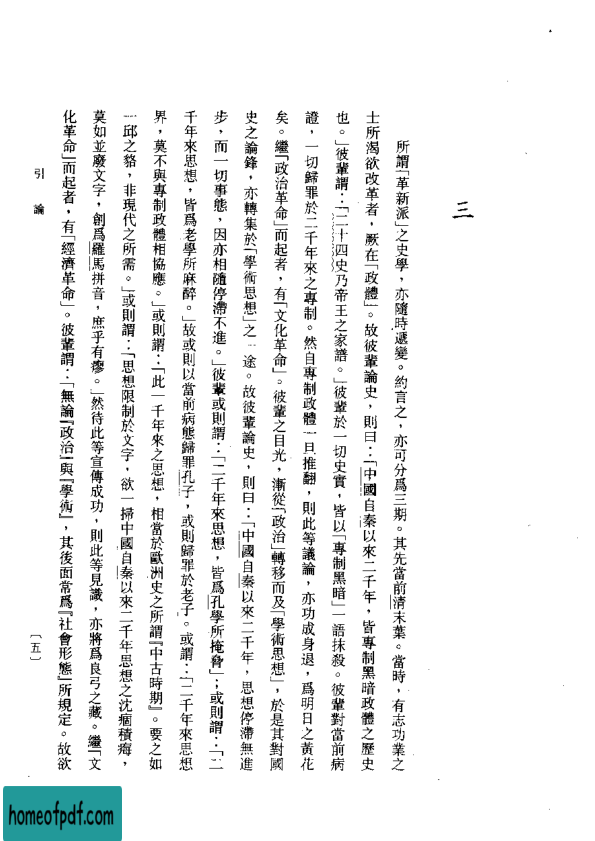 三
所謂「革新派」之史學，亦隨時遞變。約言之，亦可分爲三期。其先當前清末葉。當時，有志功業之
士所渴欲改革者，厥在「政體」。故彼輩論史，則曰：「中國自秦以來二千年，皆專制黑暗政體之歷史
也。」彼輩謂：「二十四史乃帝王之家譜。」彼輩於一切史實，皆以「專制黑暗」一語抹殺。彼輩對當前病
證，一切歸罪於二千年來之專制。然自專制政體一旦推翻，則此等議論，亦功成身退，爲明日之黃花
矣。繼「政治革命」而起者，有「文化革命」。彼輩之目光，漸從「政治」轉移而及「學術思想」，於是其對國
史之論鋒，亦轉集於「學術思想」之一途。故彼輩論史，則曰：「中國自秦以來二千年，思想停滯無進
步，而一切事態，因亦相隨停滯不進。」彼輩或則謂：「二千年來思想，皆爲孔學所掩脅」；或則謂：「二
千年來思想，皆爲老學所麻醉。」故或則以當前病態歸罪孔子，或則歸罪於老子。或謂：「二千年來思想
界，莫不與專制政體相協應。」或則謂：「此一千年來之思想，相當於歐洲史之所謂『中古時期』。要之如
一邱之貉，非現代之所需。」或則謂：「思想限制於文字，欲一掃中國自秦以來二千年思想之沈痼積痗，
莫如並廢文字，創爲羅馬拼音，庶乎有瘳。」然待此等宣傳成功，則此等見識，亦將爲良弓之藏。繼「文
化革命」而起者，有「經濟革命」。彼輩謂：「無論『政治』與『學術』，其後面常爲『社會形態』所規定。故欲
引 論
〔五〕
homeofpdf.com